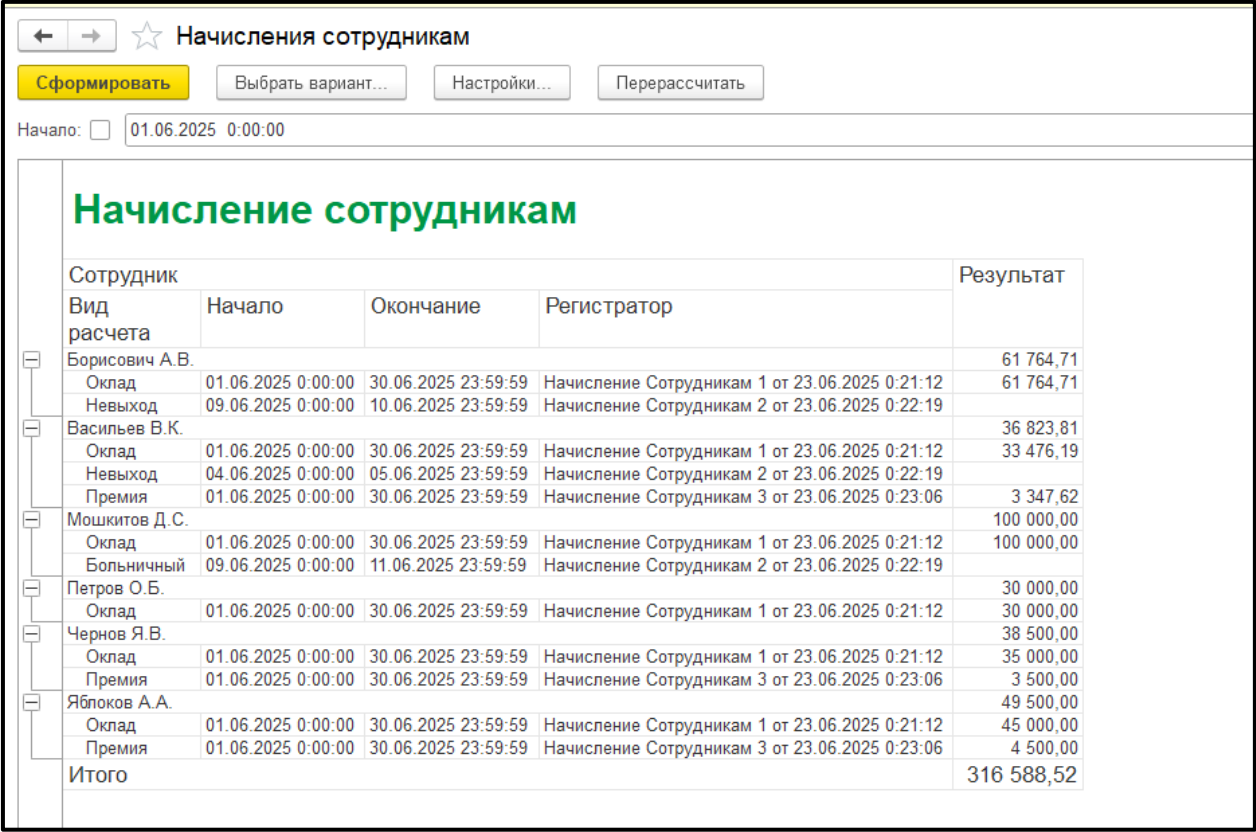 Начисления сотрудникам
Сформировать Выбрать вариант... Настройки... Перерассчитать
Начало: 01.06.2025 0:00:00
Начисление сотрудникам
Сотрудник Результат
Вид расчета Начало Окончание Регистратор
Борисович А.В. 61 764,71
Оклад 01.06.2025 0:00:00 30.06.2025 23:59:59 Начисление Сотрудникам 1 от 23.06.2025 0:21:12 61 764,71
Невыход 09.06.2025 0:00:00 10.06.2025 23:59:59 Начисление Сотрудникам 2 от 23.06.2025 0:22:19
Васильев В.К. 36 823,81
Оклад 01.06.2025 0:00:00 30.06.2025 23:59:59 Начисление Сотрудникам 1 от 23.06.2025 0:21:12 33 476,19
Невыход 04.06.2025 0:00:00 05.06.2025 23:59:59 Начисление Сотрудникам 2 от 23.06.2025 0:22:19
Премия 01.06.2025 0:00:00 30.06.2025 23:59:59 Начисление Сотрудникам 3 от 23.06.2025 0:23:06 3 347,62
Мошкитов Д.С. 100 000,00
Оклад 01.06.2025 0:00:00 30.06.2025 23:59:59 Начисление Сотрудникам 1 от 23.06.2025 0:21:12 100 000,00
Больничный 09.06.2025 0:00:00 11.06.2025 23:59:59 Начисление Сотрудникам 2 от 23.06.2025 0:22:19
Петров О.Б. 30 000,00
Оклад 01.06.2025 0:00:00 30.06.2025 23:59:59 Начисление Сотрудникам 1 от 23.06.2025 0:21:12 30 000,00
Чернов Я.В. 38 500,00
Оклад 01.06.2025 0:00:00 30.06.2025 23:59:59 Начисление Сотрудникам 1 от 23.06.2025 0:21:12 35 000,00
Премия 01.06.2025 0:00:00 30.06.2025 23:59:59 Начисление Сотрудникам 3 от 23.06.2025 0:23:06 3 500,00
Яблоков А.А. 49 500,00
Оклад 01.06.2025 0:00:00 30.06.2025 23:59:59 Начисление Сотрудникам 1 от 23.06.2025 0:21:12 45 000,00
Премия 01.06.2025 0:00:00 30.06.2025 23:59:59 Начисление Сотрудникам 3 от 23.06.2025 0:23:06 4 500,00
Итого 316 588,52